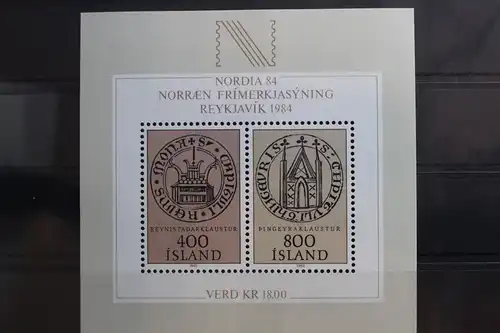 NORDIA 84
NORRÆN FRÍMERKJASÝNING
REYKJAVÍK 1984
REYNISTAÐARKLAUSTUR
400
ÍSLAND
ÞINGEYRAKLAUSTUR
800
ÍSLAND
VERÐ KR 18.00